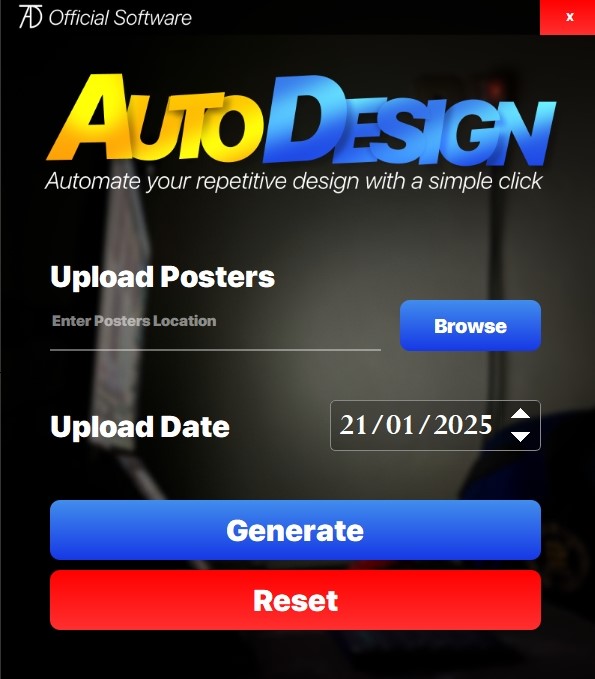 AD Official Software
x
AUTODESIGN
Automate your repetitive design with a simple click
Upload Posters
Enter Posters Location
Browse
Upload Date
21/01/2025
Generate
Reset